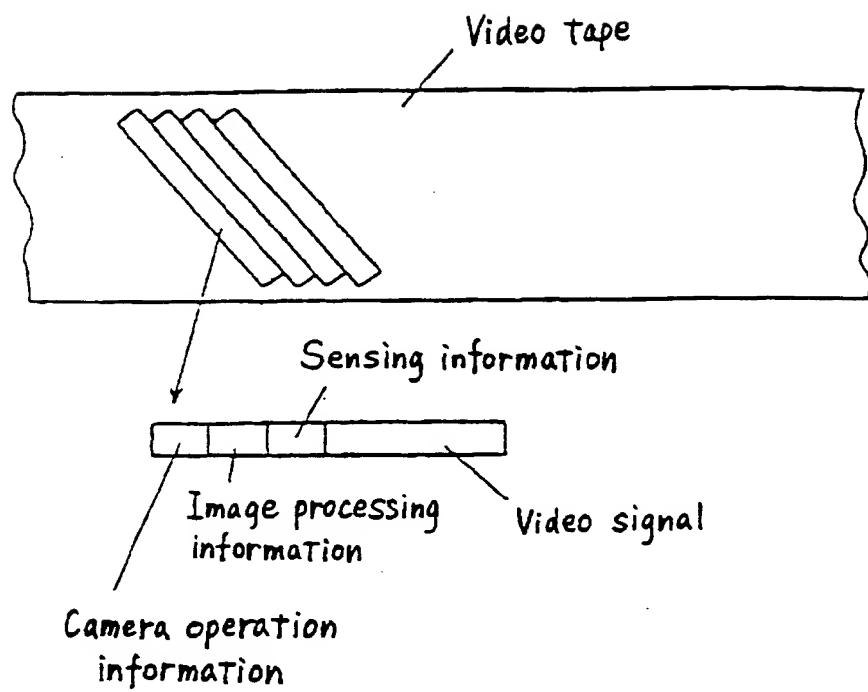 Video tape
Sensing information
Image processing
information
Video signal
Camera operation
information